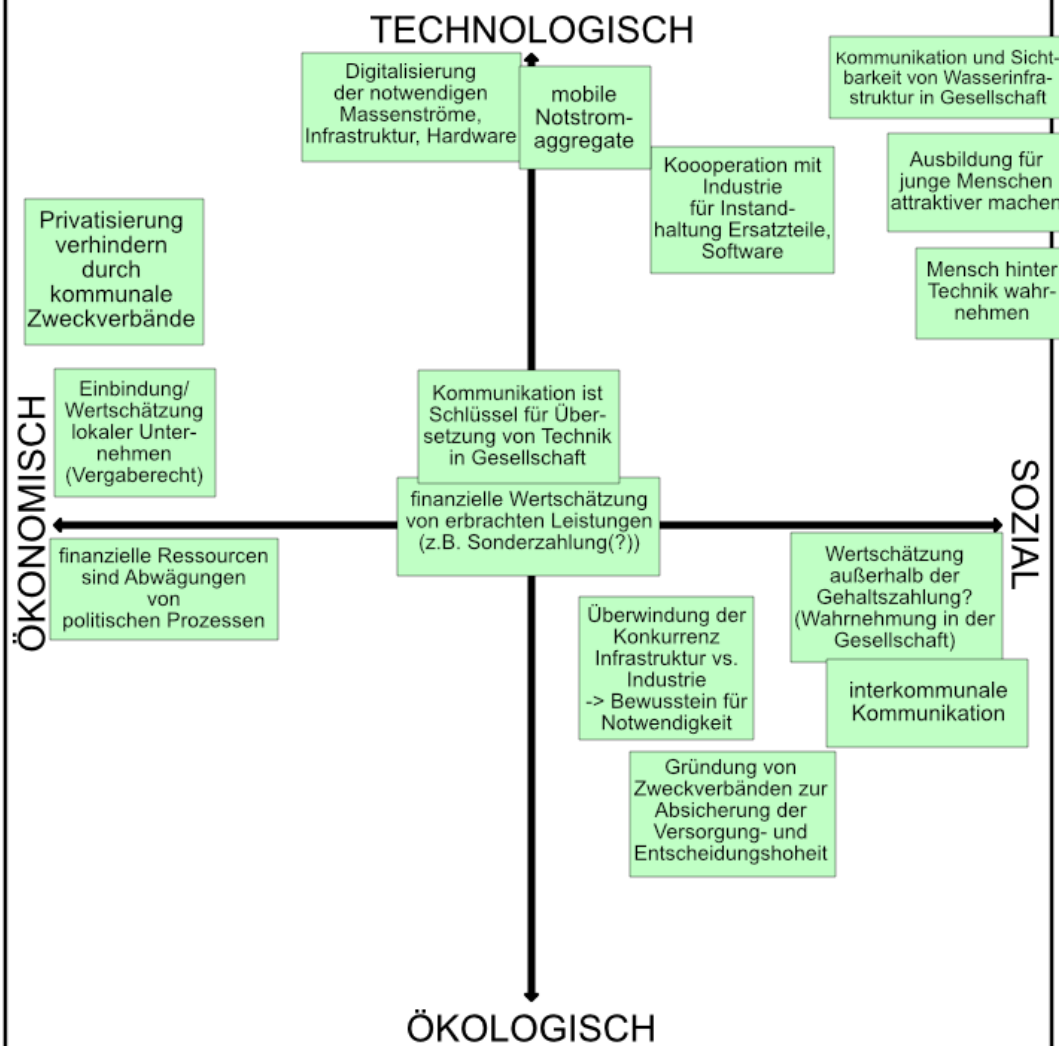 TECHNOLOGISCH
Digitalisierung
der notwendigen
Massenströme,
Infrastruktur, Hardware
mobile
Notstrom-
aggregate
Kommunikation und Sicht-
barkeit von Wasserinfra-
struktur in Gesellschaft
Koooperation mit
Industrie
für Instand-
haltung Ersatzteile,
Software
Ausbildung für
junge Menschen
attraktiver machen
Mensch hinter
Technik wahr-
nehmen
Privatisierung
verhindern
durch
kommunale
Zweckverbände
Einbindung/
Wertschätzung
lokaler Unter-
nehmen
(Vergaberecht)
Kommunikation ist
Schlüssel für Über-
setzung von Technik
in Gesellschaft
finanzielle Wertschätzung
von erbrachten Leistungen
(z.B. Sonderzahlung(?))
ÖKONOMISCH
SOZIAL
finanzielle Ressourcen
sind Abwägungen
von
politischen Prozessen
Wertschätzung
außerhalb der
Gehaltszahlung?
(Wahrnehmung in der
Gesellschaft)
Überwindung der
Konkurrenz
Infrastruktur vs.
Industrie
-> Bewusstein für
Notwendigkeit
interkommunale
Kommunikation
Gründung von
Zweckverbänden zur
Absicherung der
Versorgung- und
Entscheidungshoheit
ÖKOLOGISCH